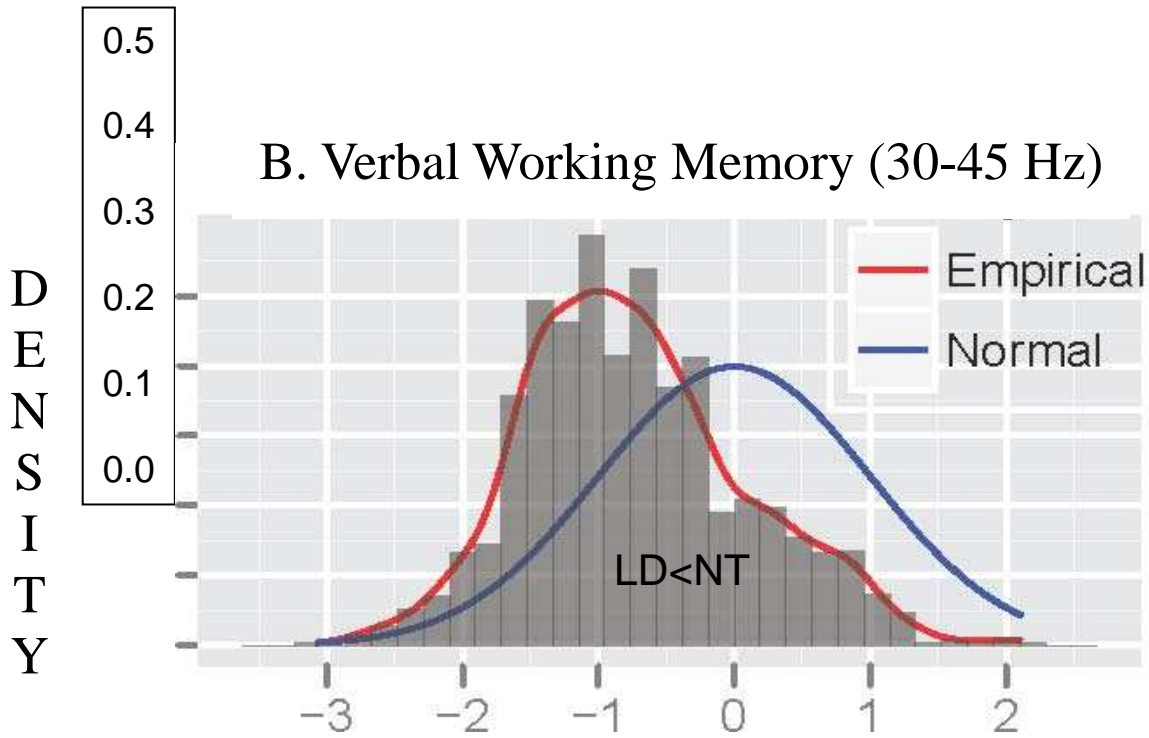 B. Verbal Working Memory (30-45 Hz)
DENSITY
0.5
0.4
0.3
0.2
0.1
0.0
Empirical
Normal
LD<NT
−3 −2 −1 0 1 2